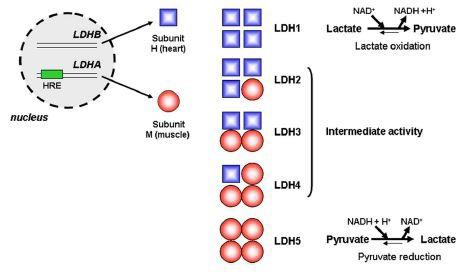 LDHB
LDHA
HRE
nucleus
Subunit
H (heart)
Subunit
M (muscle)
LDH1
LDH2
LDH3
LDH4
LDH5
Intermediate activity
NAD⁺ NADH +H⁺
Lactate Pyruvate
Lactate oxidation
NADH + H⁺ NAD⁺
Pyruvate Lactate
Pyruvate reduction